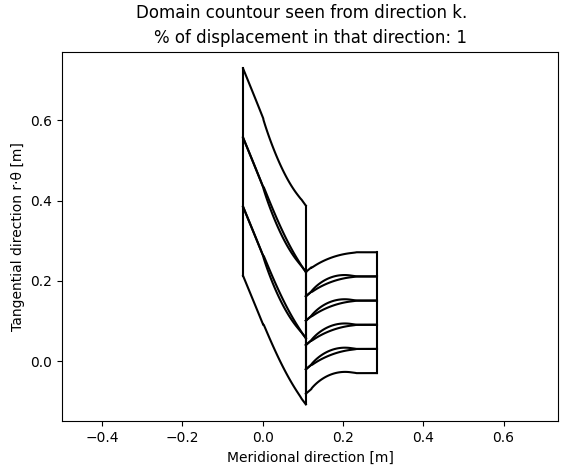 Domain countour seen from direction k.
% of displacement in that direction: 1
Tangential direction r·θ [m]
0.6
0.4
0.2
0.0
−0.4
−0.2
0.0
0.2
0.4
0.6
Meridional direction [m]